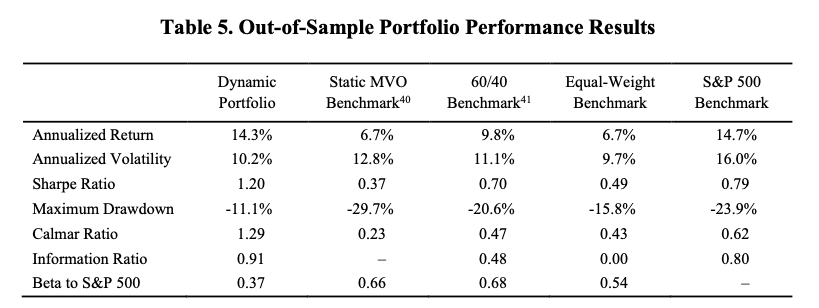 Table 5. Out-of-Sample Portfolio Performance Results
Dynamic Portfolio Static MVO Benchmark40 60/40 Benchmark41 Equal-Weight Benchmark S&P 500 Benchmark
Annualized Return 14.3% 6.7% 9.8% 6.7% 14.7%
Annualized Volatility 10.2% 12.8% 11.1% 9.7% 16.0%
Sharpe Ratio 1.20 0.37 0.70 0.49 0.79
Maximum Drawdown -11.1% -29.7% -20.6% -15.8% -23.9%
Calmar Ratio 1.29 0.23 0.47 0.43 0.62
Information Ratio 0.91 – 0.48 0.00 0.80
Beta to S&P 500 0.37 0.66 0.68 0.54 –